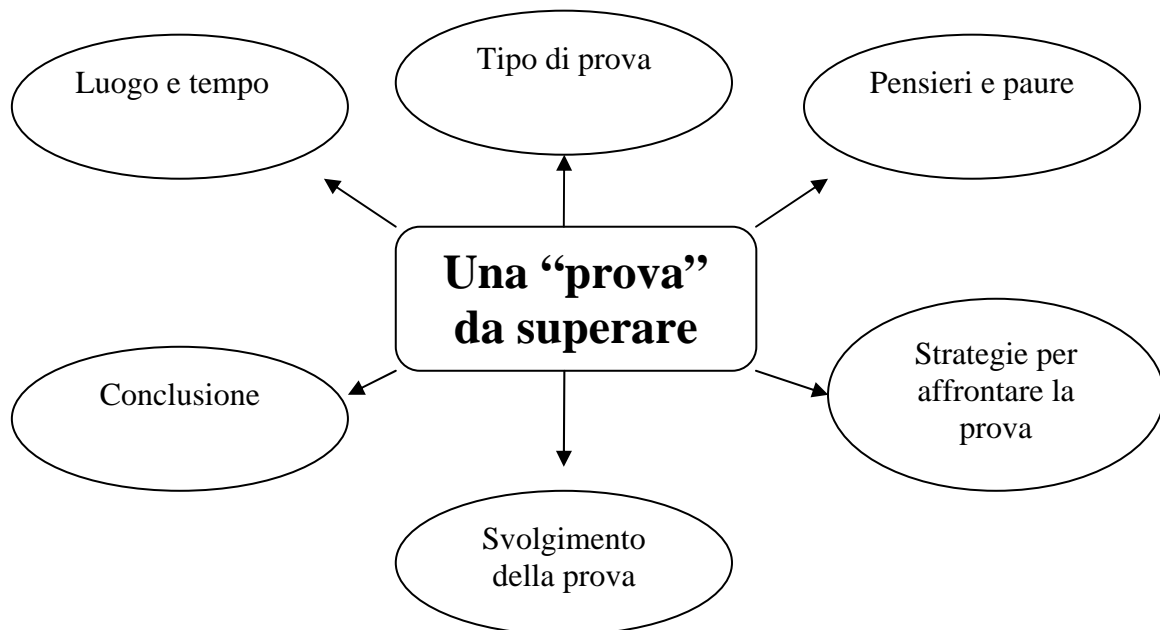 Luogo e tempo
Tipo di prova
Pensieri e paure
Una “prova”
da superare
Conclusione
Strategie per
affrontare la
prova
Svolgimento
della prova